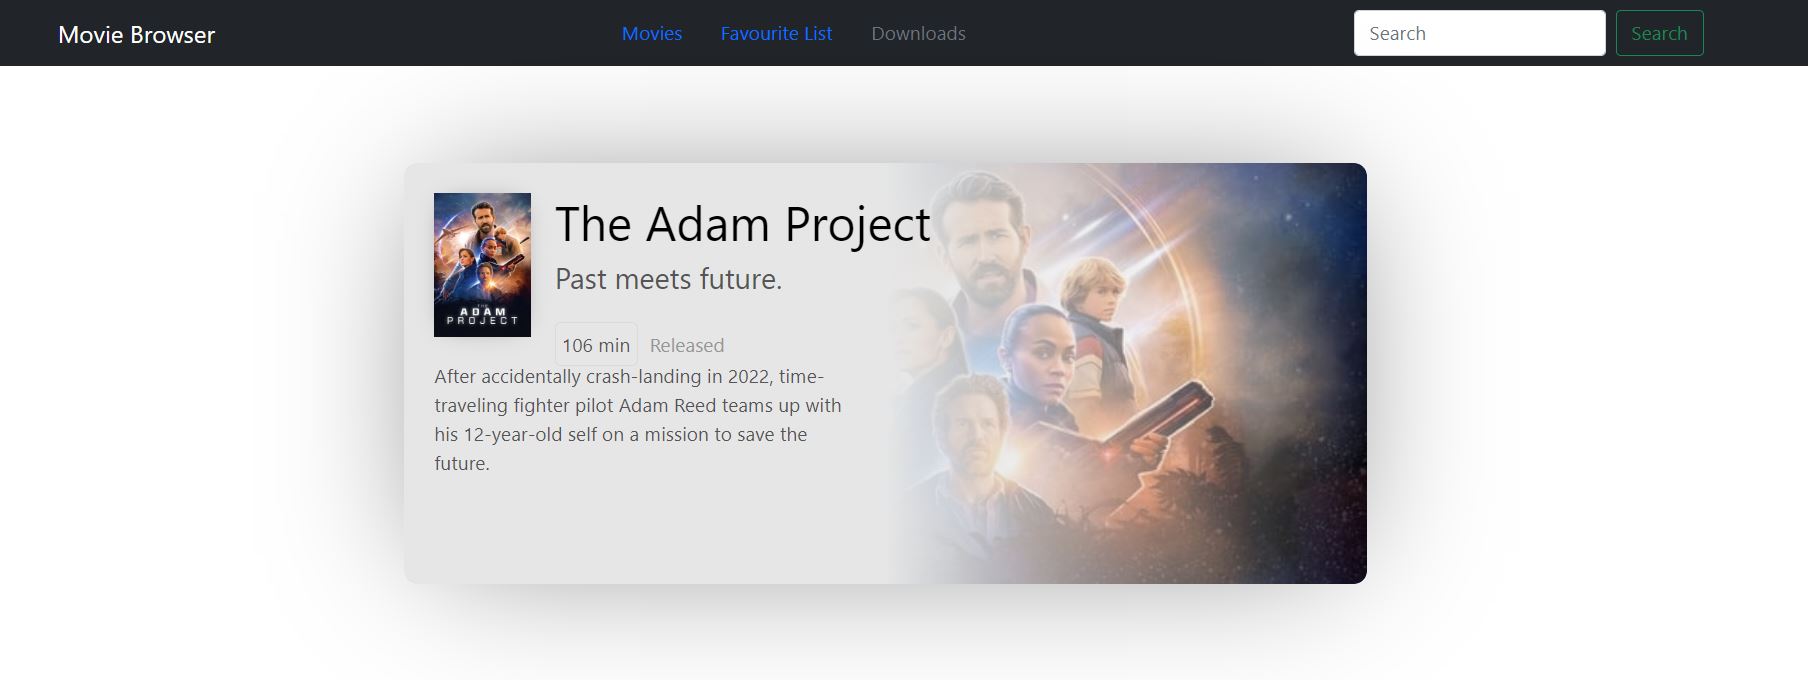 Movie Browser
Movies
Favourite List
Downloads
Search
Search
The Adam Project
Past meets future.
106 min
Released
THE
ADAM
PROJECT
After accidentally crash-landing in 2022, time-
traveling fighter pilot Adam Reed teams up with
his 12-year-old self on a mission to save the
future.